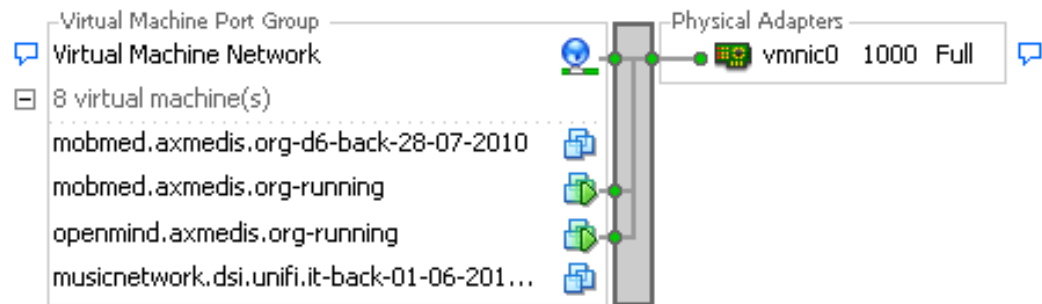 Virtual Machine Port Group
Physical Adapters
Virtual Machine Network
vmnic0 1000 Full
8 virtual machine(s)
mobmed.axmedis.org-d6-back-28-07-2010
mobmed.axmedis.org-running
openmind.axmedis.org-running
musicnetwork.dsi.unifi.it-back-01-06-201...